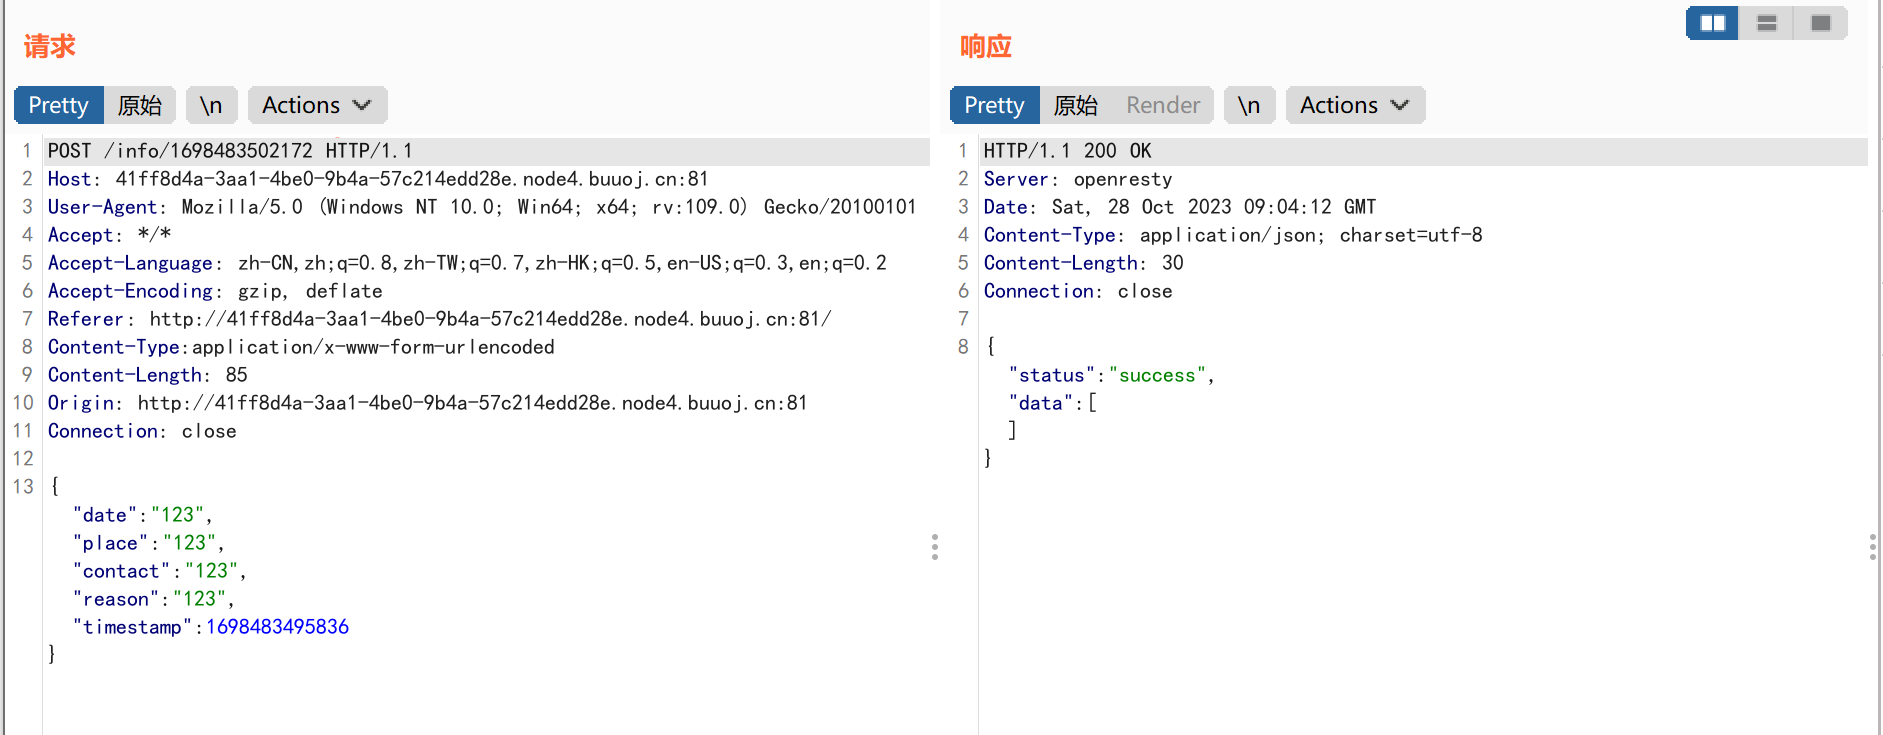 请求
Pretty 原始 \n Actions
1 POST /info/1698483502172 HTTP/1.1
2 Host: 41ff8d4a-3aa1-4be0-9b4a-57c214edd28e.node4.buuoj.cn:81
3 User-Agent: Mozilla/5.0 (Windows NT 10.0; Win64; x64; rv:109.0) Gecko/20100101
4 Accept: */*
5 Accept-Language: zh-CN,zh;q=0.8,zh-TW;q=0.7,zh-HK;q=0.5,en-US;q=0.3,en;q=0.2
6 Accept-Encoding: gzip, deflate
7 Referer: http://41ff8d4a-3aa1-4be0-9b4a-57c214edd28e.node4.buuoj.cn:81/
8 Content-Type:application/x-www-form-urlencoded
9 Content-Length: 85
10 Origin: http://41ff8d4a-3aa1-4be0-9b4a-57c214edd28e.node4.buuoj.cn:81
11 Connection: close
12
13 {
"date":"123",
"place":"123",
"contact":"123",
"reason":"123",
"timestamp":1698483495836
}
响应
Pretty 原始 Render \n Actions
1 HTTP/1.1 200 OK
2 Server: openresty
3 Date: Sat, 28 Oct 2023 09:04:12 GMT
4 Content-Type: application/json; charset=utf-8
5 Content-Length: 30
6 Connection: close
7
8 {
"status":"success",
"data":[
]
}